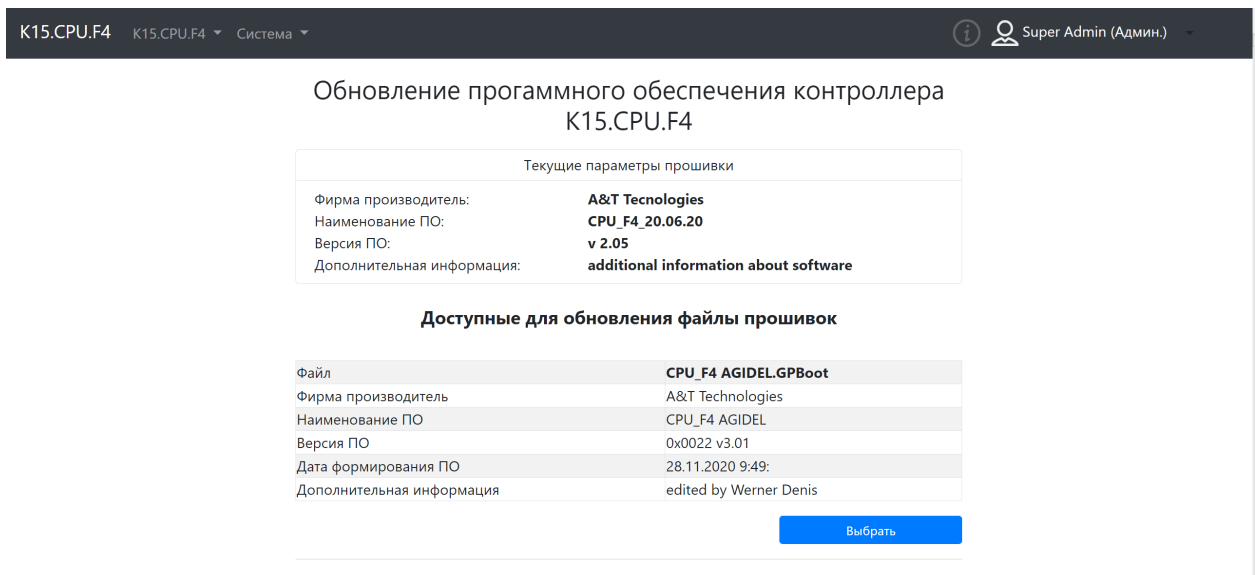 K15.CPU.F4 K15.CPU.F4 Система Super Admin (Админ.)
Обновление прогаммного обеспечения контроллера
K15.CPU.F4
Текущие параметры прошивки
Фирма производитель: A&T Tecnologies
Наименование ПО: CPU_F4_20.06.20
Версия ПО: v 2.05
Дополнительная информация: additional information about software
Доступные для обновления файлы прошивок
Файл CPU_F4 AGIDEL.GPBoot
Фирма производитель A&T Technologies
Наименование ПО CPU_F4 AGIDEL
Версия ПО 0x0022 v3.01
Дата формирования ПО 28.11.2020 9:49:
Дополнительная информация edited by Werner Denis
Выбрать